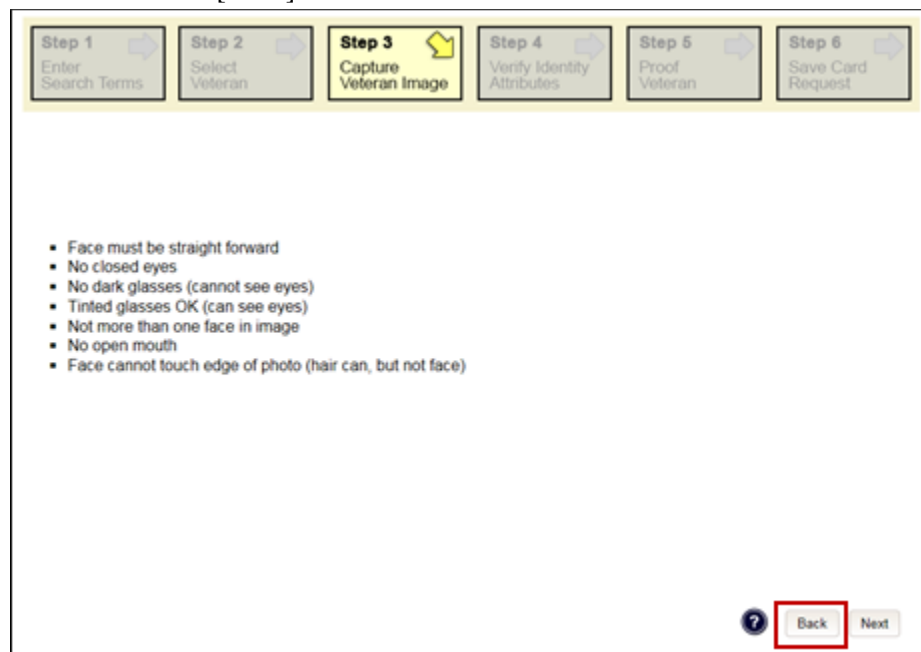 Step 1
Enter
Search Terms
Step 2
Select
Veteran
Step 3
Capture
Veteran Image
Step 4
Verify Identity
Attributes
Step 5
Proof
Veteran
Step 6
Save Card
Request
▪ Face must be straight forward
▪ No closed eyes
▪ No dark glasses (cannot see eyes)
▪ Tinted glasses OK (can see eyes)
▪ Not more than one face in image
▪ No open mouth
▪ Face cannot touch edge of photo (hair can, but not face)
? Back Next